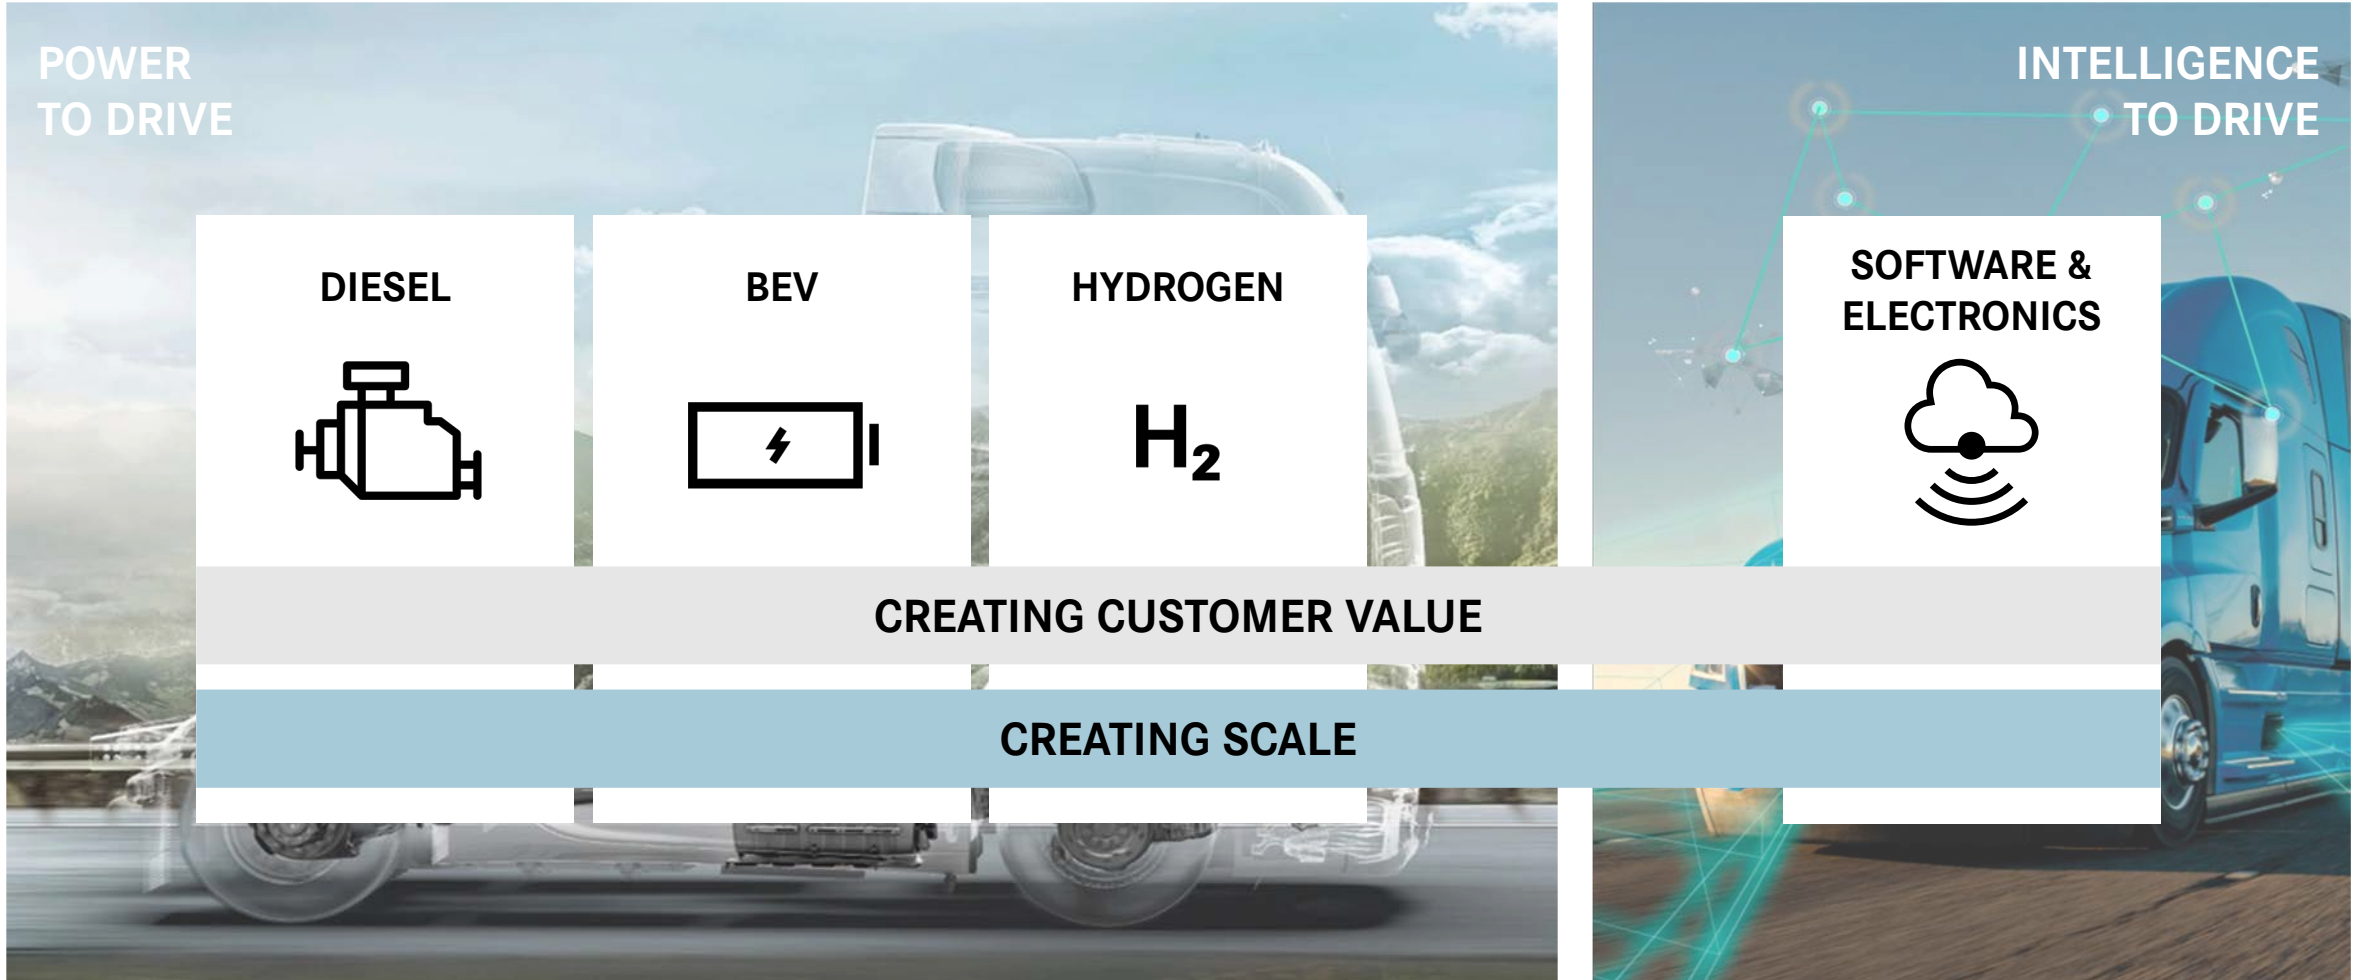 POWER
TO DRIVE
INTELLIGENCE
TO DRIVE
DIESEL
BEV
HYDROGEN
SOFTWARE &
ELECTRONICS
H₂
CREATING CUSTOMER VALUE
CREATING SCALE